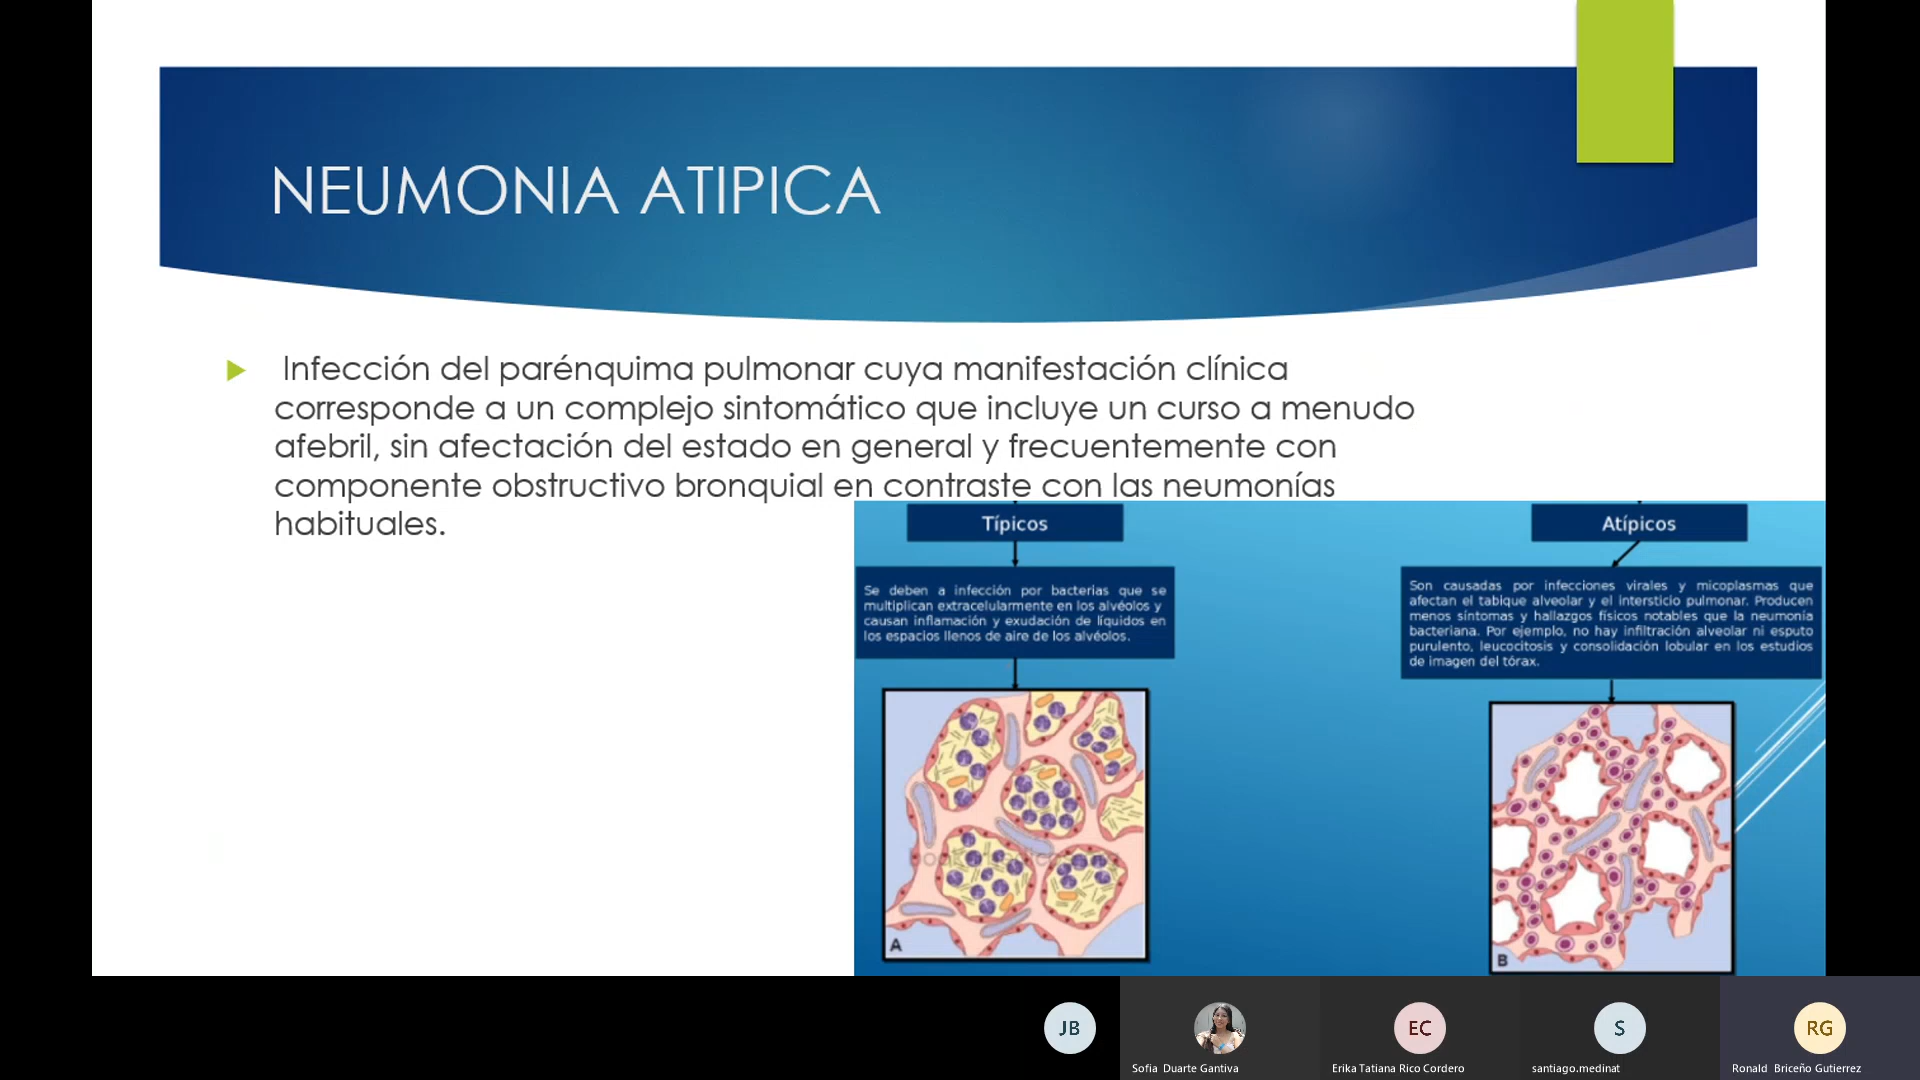 NEUMONIA ATIPICA
Infección del parénquima pulmonar cuya manifestación clínica
corresponde a un complejo sintomático que incluye un curso a menudo
afebril, sin afectación del estado en general y frecuentemente con
componente obstructivo bronquial en contraste con las neumonías
habituales.
Típicos
Se deben a infección por bacterias que se
multiplican extracelularmente en los alvéolos y
causan inflamación y exudación de líquidos en
los espacios llenos de aire de los alvéolos.
A
Atípicos
Son causadas por infecciones virales y micoplasmas que
afectan el tabique alveolar y el intersticio pulmonar. Producen
menos síntomas y hallazgos físicos notables que la neumonía
bacteriana. Por ejemplo, no hay infiltración alveolar ni esputo
purulento, leucocitosis y consolidación lobular en los estudios
de imagen del tórax.
B
JB
EC
S
RG
Sofia Duarte Gantiva
Erika Tatiana Rico Cordero
santiago.medinat
Ronald Briceño Gutierrez